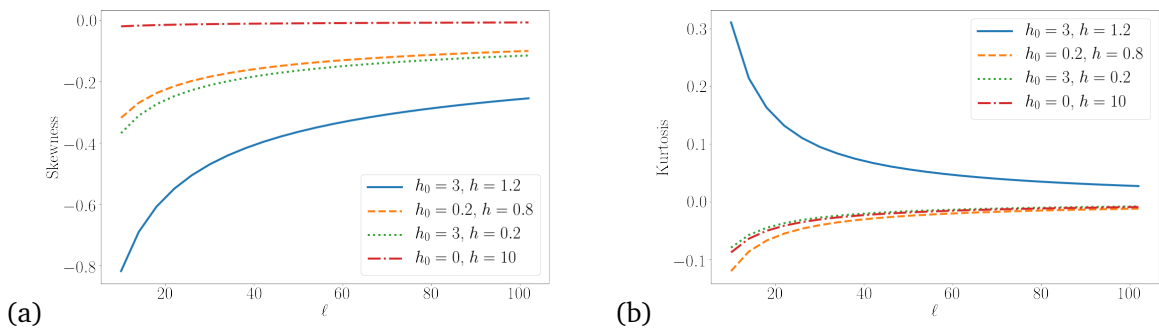 (a)
Skewness
0.0
−0.2
−0.4
−0.6
−0.8
20
40
60
80
100
ℓ
h₀ = 3, h = 1.2
h₀ = 0.2, h = 0.8
h₀ = 3, h = 0.2
h₀ = 0, h = 10
(b)
Kurtosis
0.3
0.2
0.1
0.0
−0.1
20
40
60
80
100
ℓ
h₀ = 3, h = 1.2
h₀ = 0.2, h = 0.8
h₀ = 3, h = 0.2
h₀ = 0, h = 10